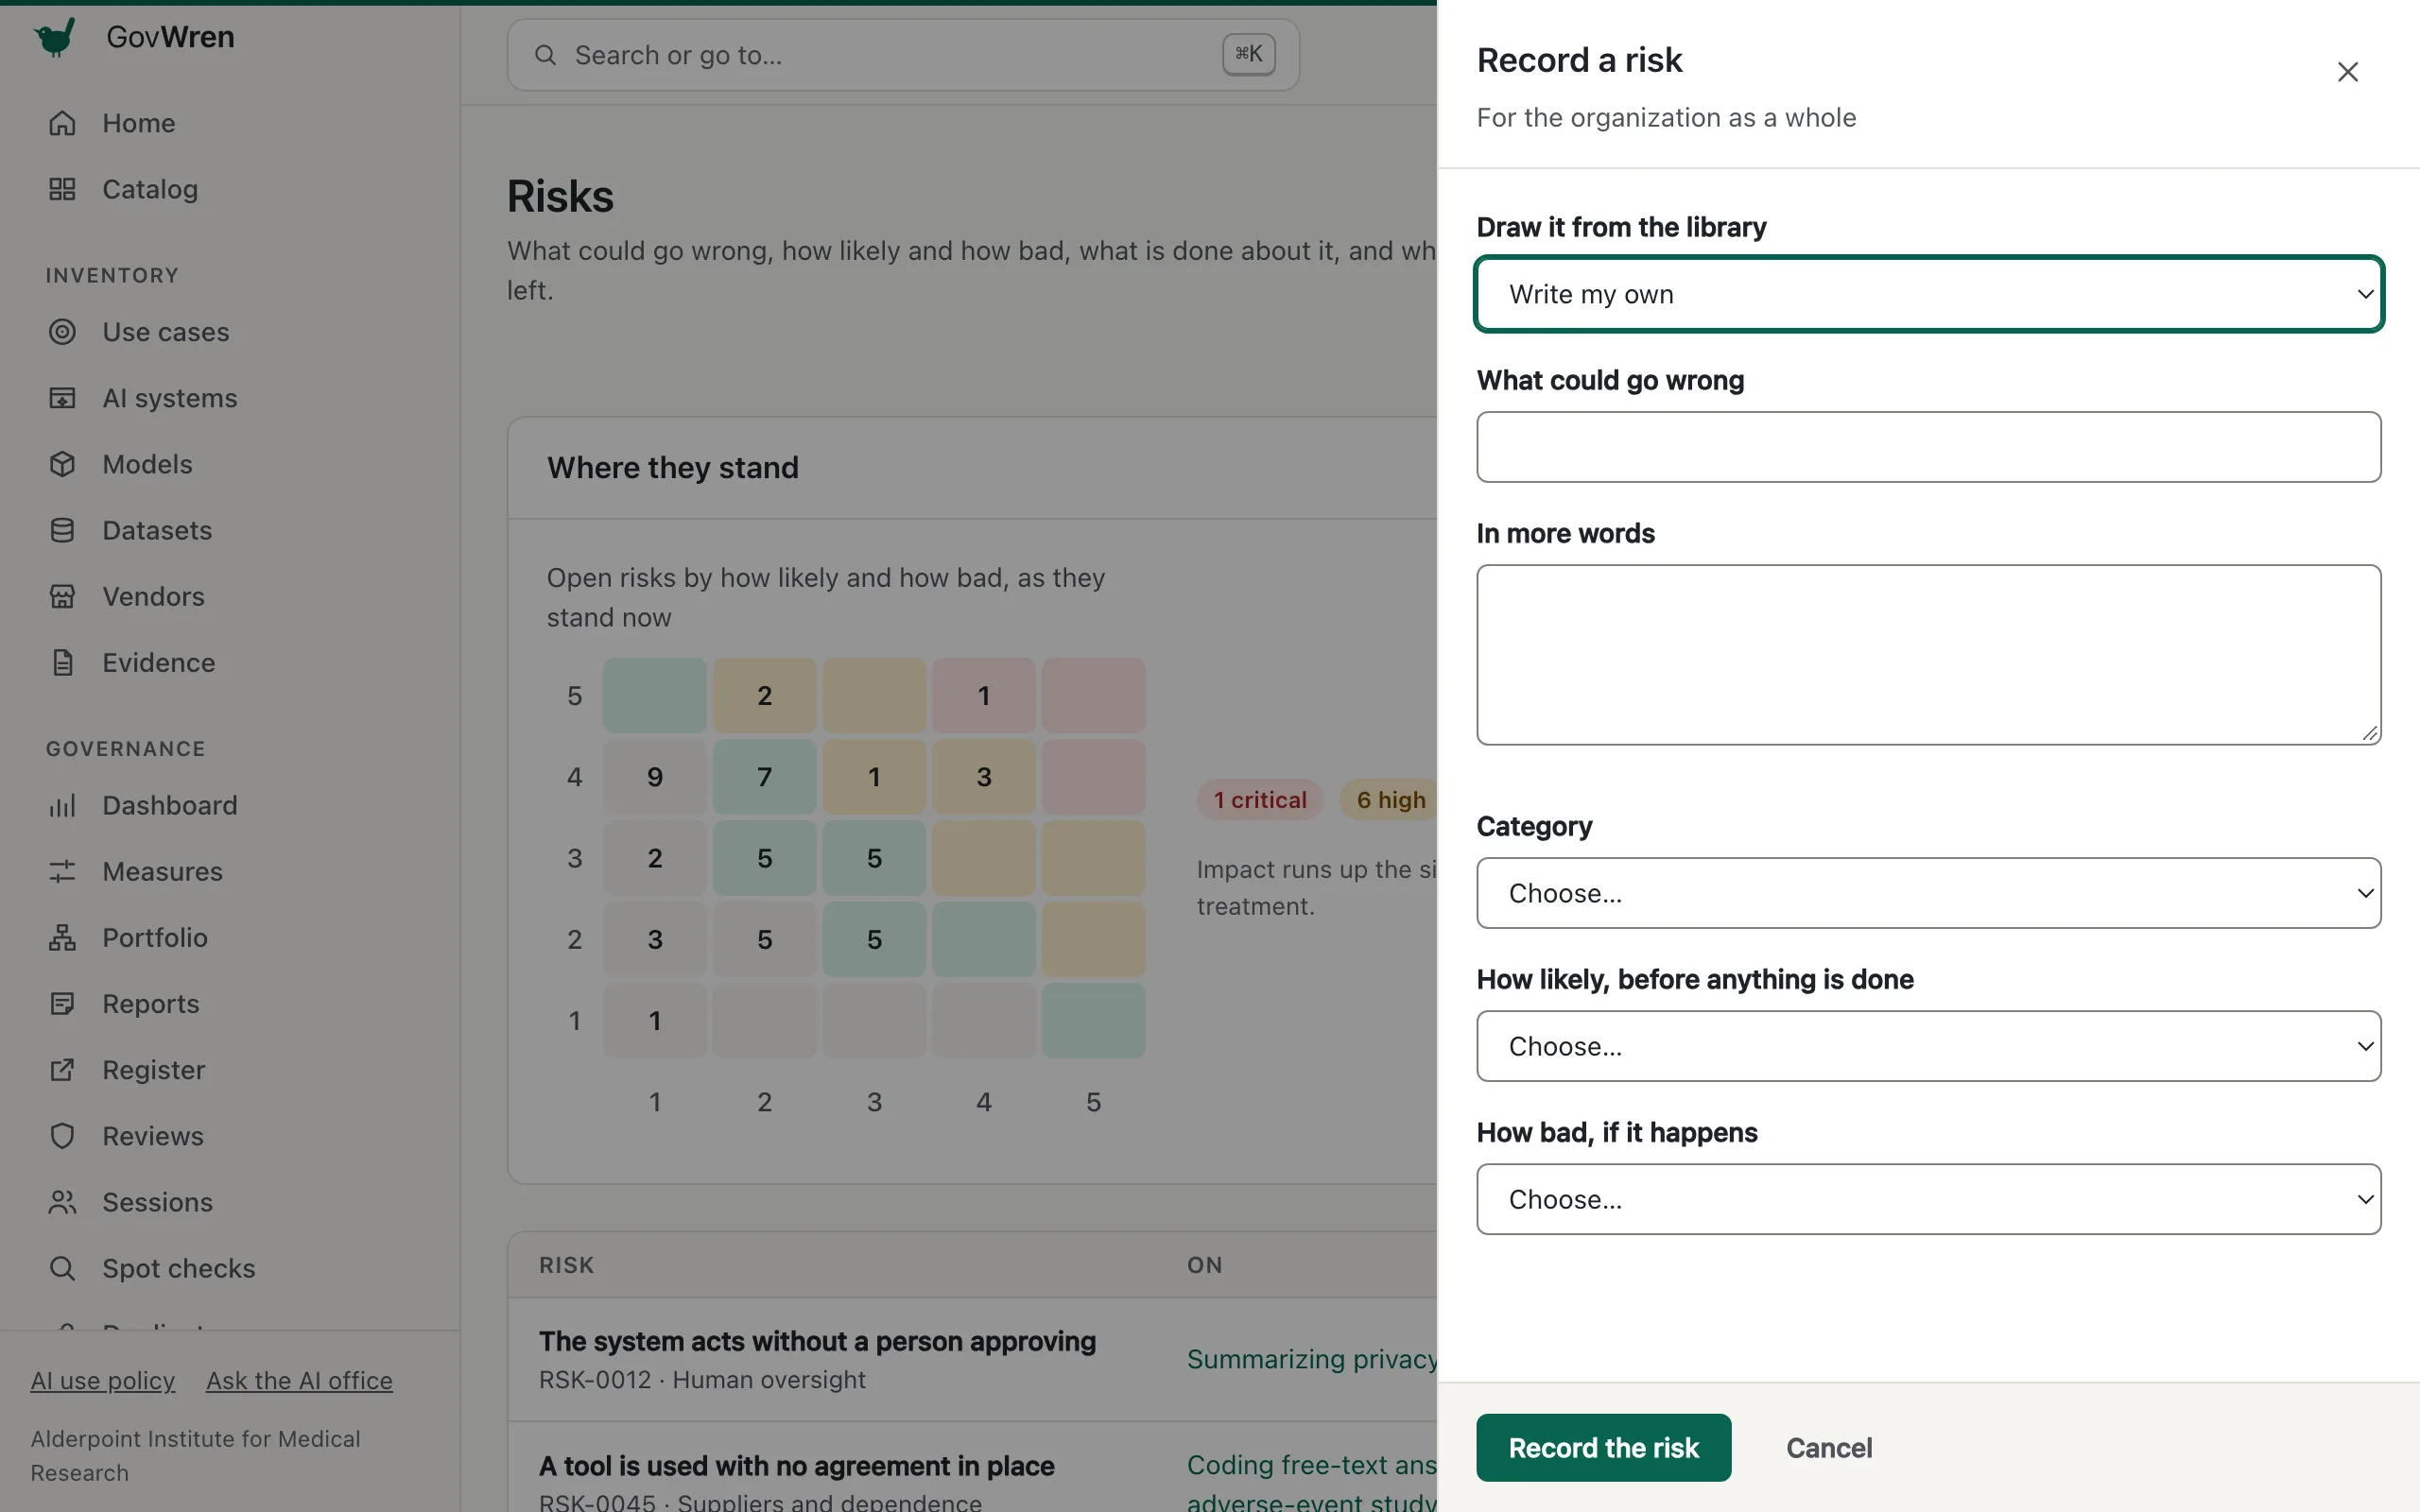 GovWren
Search or go to...
⌘K
Home
Catalog
INVENTORY
Use cases
AI systems
Models
Datasets
Vendors
Evidence
GOVERNANCE
Dashboard
Measures
Portfolio
Reports
Register
Reviews
Sessions
Spot checks
AI use policy
Ask the AI office
Alderpoint Institute for Medical
Research
Risks
What could go wrong, how likely and how bad, what is done about it, and
left.
Where they stand
Open risks by how likely and how bad, as they
stand now
5 2 1
4 9 7 1 3
3 2 5 5
2 3 5 5
1 1
1 2 3 4 5
1 critical
6 high
Impact runs up the
treatment.
RISK ON
The system acts without a person approving
RSK-0012 · Human oversight
Summarizing privacy
A tool is used with no agreement in place
RSK-0045 · Suppliers and dependence
Coding free-text
adverse-event study
Record a risk
For the organization as a whole
Draw it from the library
Write my own
What could go wrong
In more words
Category
Choose...
How likely, before anything is done
Choose...
How bad, if it happens
Choose...
Record the risk
Cancel